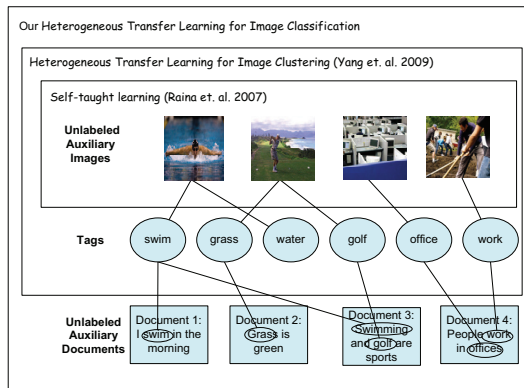 Our Heterogeneous Transfer Learning for Image Classification
Heterogeneous Transfer Learning for Image Clustering (Yang et. al. 2009)
Self-taught learning (Raina et. al. 2007)
Unlabeled
Auxiliary
Images
Tags
swim
grass
water
golf
office
work
Unlabeled
Auxiliary
Documents
Document 1:
I swim in the
morning
Document 2:
Grass is
green
Document 3:
Swimming
and golf are
sports
Document 4:
People work
in offices